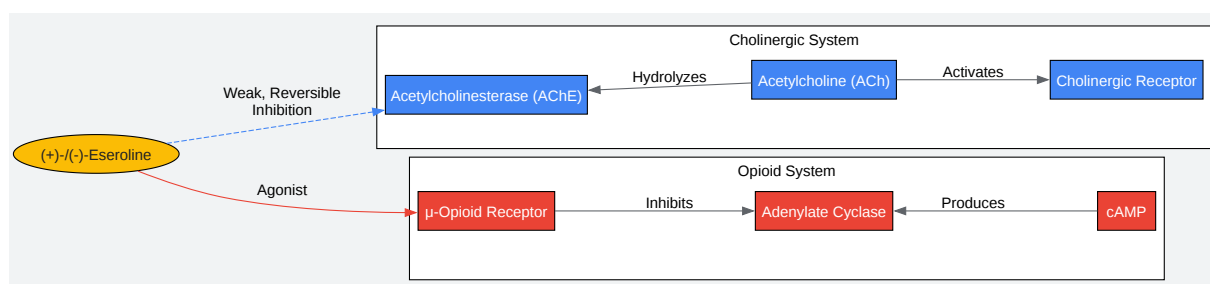 Cholinergic System
Hydrolyzes
Activates
Acetylcholinesterase (AChE)
Acetylcholine (ACh)
Cholinergic Receptor
Weak, Reversible
Inhibition
(+)-/(-)-Eseroline
Opioid System
Agonist
μ-Opioid Receptor
Inhibits
Adenylate Cyclase
Produces
cAMP